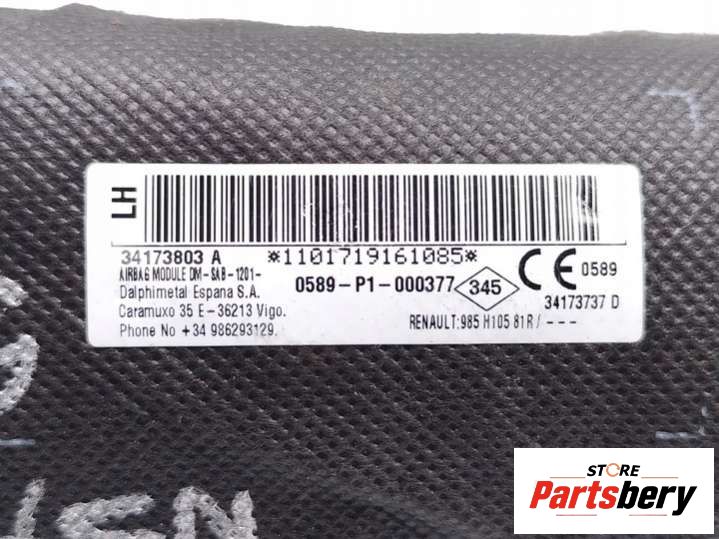 LH
34173803 A *1101719161085*
AIRBAG MODULE DM-SAB-1201-
Dalphimetal Espana S.A.
Caramuxo 35 E-36213 Vigo.
Phone No +34 986293129.
0589-P1-000377
345
CE 0589
34173737 D
RENAULT:985 H105 81R/ ---
STORE
Partsbery